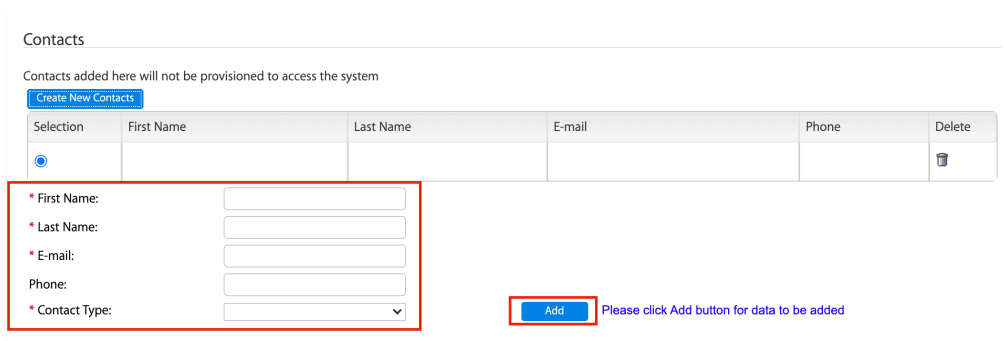 Contacts
Contacts added here will not be provisioned to access the system
Create New Contacts
Selection First Name Last Name E-mail Phone Delete
* First Name:
* Last Name:
* E-mail:
Phone:
* Contact Type:
Add Please click Add button for data to be added